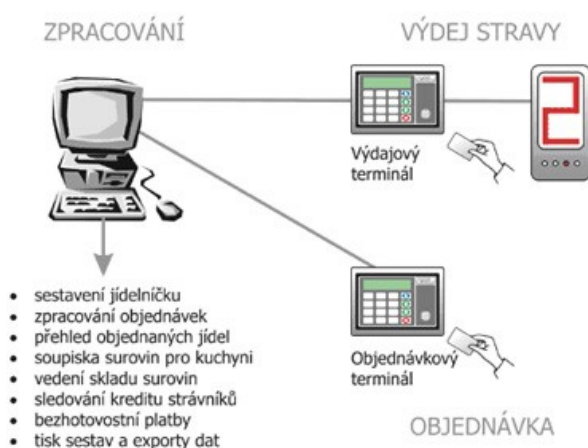 ZPRACOVÁNÍ
VÝDEJ STRAVY
2
Výdajový
terminál
• sestavení jídelníčku
• zpracování objednávek
• přehled objednaných jídel
• soupiska surovin pro kuchyni
• vedení skladu surovin
• sledování kreditu strávníků
• bezhotovostní platby
• tisk sestav a exporty dat
Objednávkový
terminál
OBJEDNÁVKA